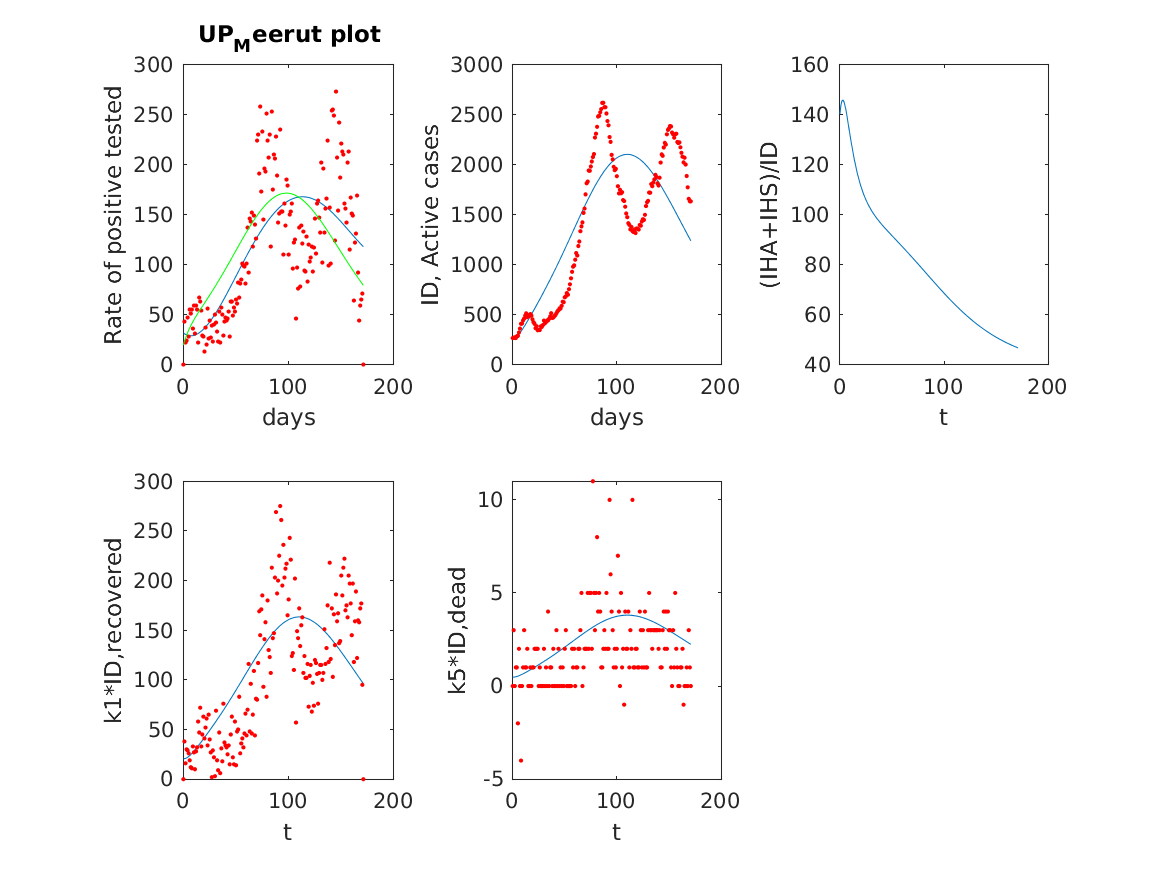 UP_Meerut plot
300
250
200
150
100
50
0
Rate of positive tested
0 100 200
days
3000
2500
2000
1500
1000
500
0
ID, Active cases
0 100 200
days
160
140
120
100
80
60
40
(IHA+IHS)/ID
0 100 200
t
300
250
200
150
100
50
0
k1*ID,recovered
0 100 200
t
10
5
0
-5
k5*ID,dead
0 100 200
t